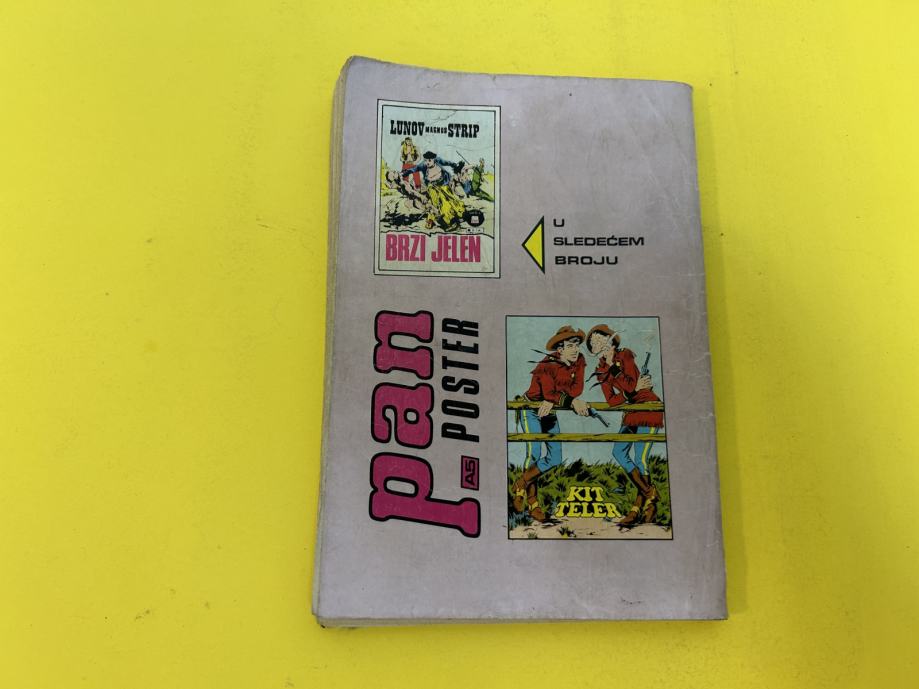 LUNOV MAGNUS STRIP
BRZI JELEN
U
SLEDEĆEM
BROJU
pan
POSTER
A5
KIT
TELER